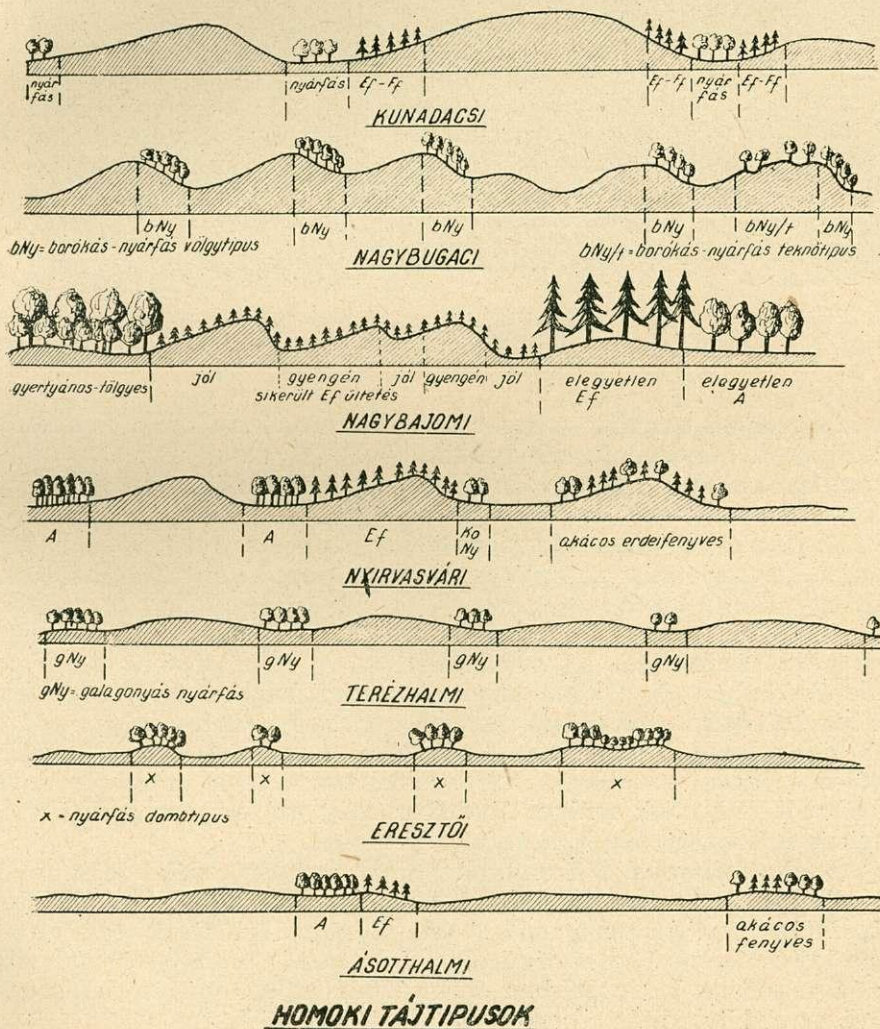 nyár fás nyárfás Ef-Ff Ef-Ff nyár fás Ef-Ff
KUNADACSI
bNy bNy bNy bNy bNy/t bNy
bNy= borókás-nyárfás völgytipus bNy/t = borókás-nyárfás teknőtipus
NAGYBUGACI
gyertyános-tölgyes jól gyengén jól gyengén jól elegyetlen elegyetlen
sikerült Ef ültetés Ef A
NAGYBAJOMI
A A Ef Ko akácos erdeifenyves
Ny
NYIRVASVÁRI
gNy gNy gNy gNy
gNy= galagonyás nyárfás
TERÉZHALMI
x x x x
x - nyárfás dombtipus
ERESZTŐI
A Ef akácos
fenyves
ÁSOTTHALMI
HOMOKI TÁJTIPUSOK